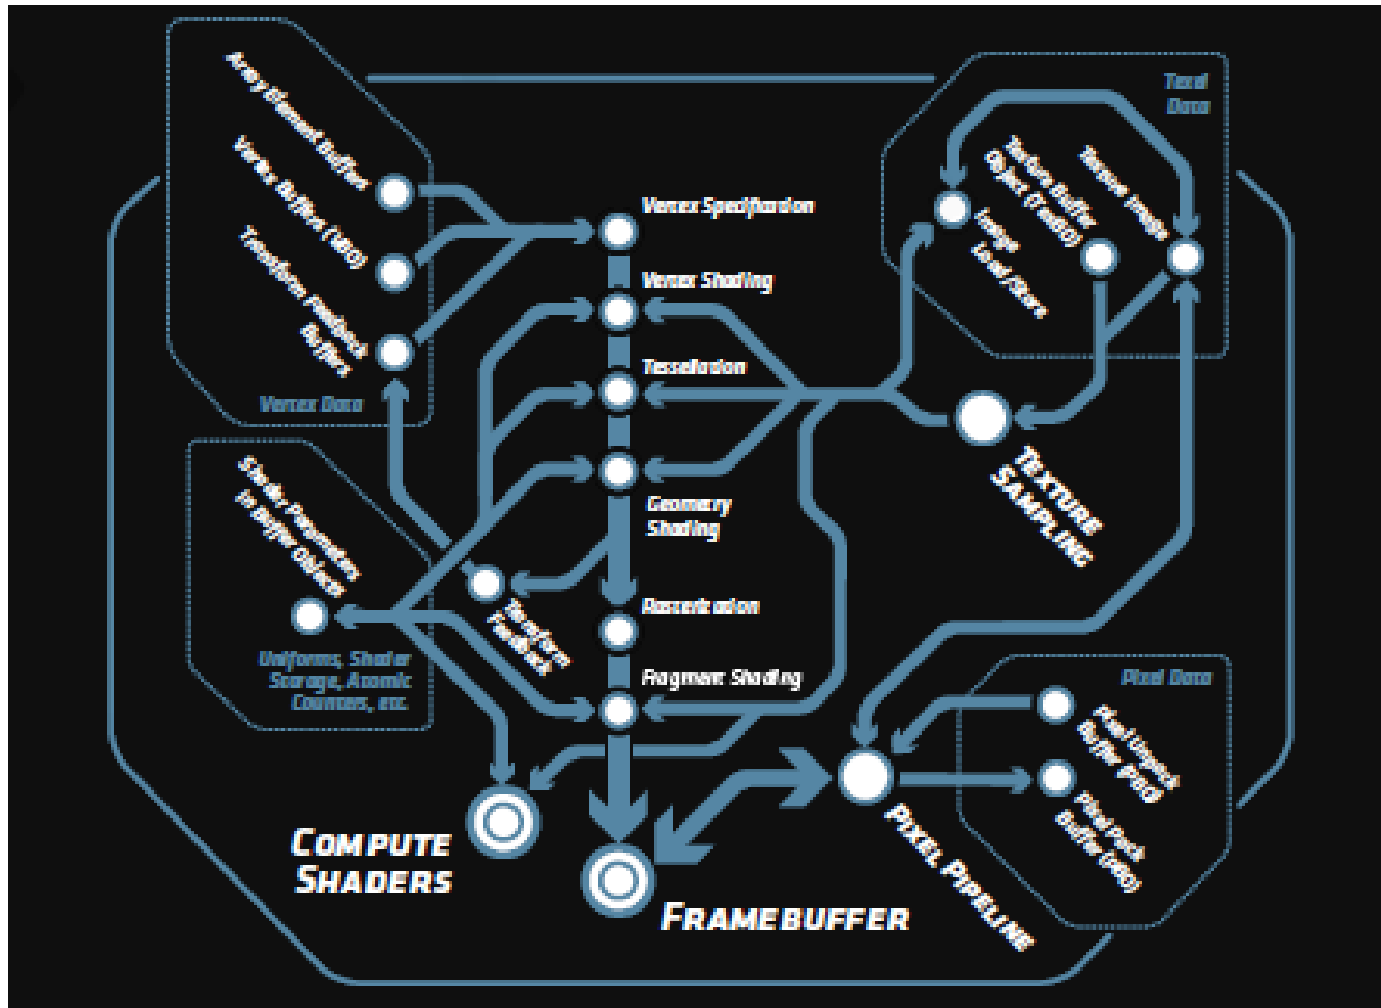 Array Element Buffers
Vertex Buffers (VBO)
Transform Feedback
Buffers
Vertex Data
Shader Parameters
in Buffer Objects
Uniforms, Shader
Storage, Atomic
Counters, etc.
Vertex Specification
Vertex Shading
Tessellation
Geometry
Shading
Transform
Feedback
Rasterization
Fragment Shading
COMPUTE
SHADERS
FRAMEBUFFER
Texel
Data
Image
Load/Store
Texture Buffer
Object (TexBO)
Texture Image
TEXTURE
SAMPLING
Pixel Data
Pixel Unpack
Buffer (PBO)
Pixel Pack
Buffer (PBO)
PIXEL PIPELINE